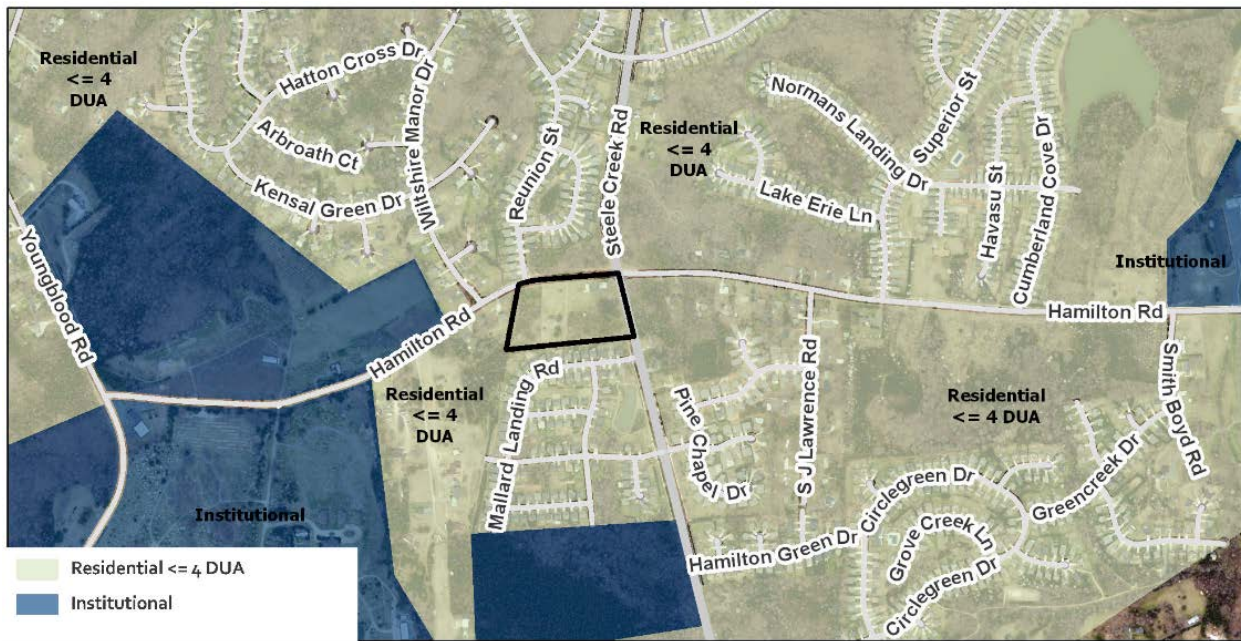 Residential
<= 4
DUA
Hatton Cross Dr
Arbroath Ct
Kensal Green Dr
Wiltshire Manor Dr
Reunion St
Steele Creek Rd
Residential
<= 4
DUA
Normans Landing Dr
Superior St
Lake Erie Ln
Havasu St
Cumberland Cove Dr
Institutional
Youngblood Rd
Hamilton Rd
Hamilton Rd
Residential
<= 4
DUA
Mallard Landing Rd
Pine Chapel Dr
S J Lawrence Rd
Residential
<= 4 DUA
Smith Boyd Rd
Institutional
Circlegreen Dr
Greencreek Dr
Hamilton Green Dr
Grove Creek Ln
Circlegreen Dr
Residential <= 4 DUA
Institutional